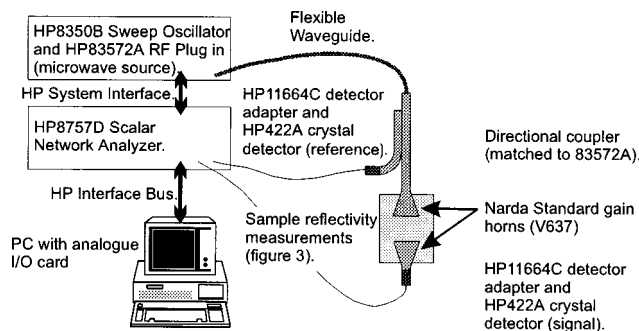 HP8350B Sweep Oscillator
and HP83572A RF Plug in
(microwave source).
HP System Interface.
HP8757D Scalar
Network Analyzer.
HP Interface Bus.
PC with analogue
I/O card
Flexible
Waveguide.
HP11664C detector
adapter and
HP422A crystal
detector (reference).
Sample reflectivity
measurements
(figure 3).
Directional coupler
(matched to 83572A).
Narda Standard gain
horns (V637)
HP11664C detector
adapter and
HP422A crystal
detector (signal).